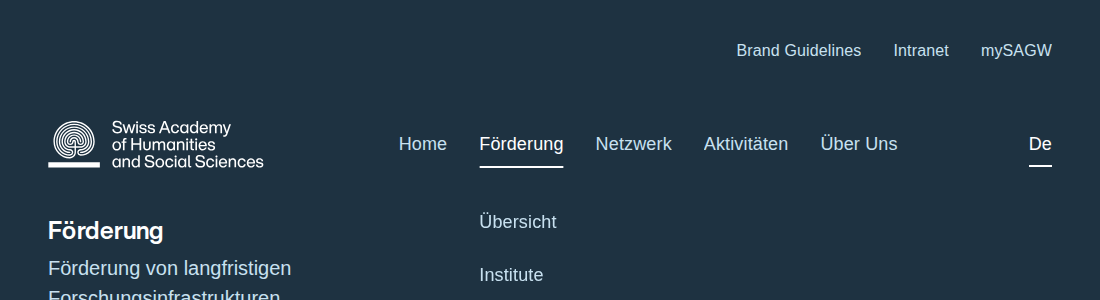 Brand Guidelines Intranet mySAGW
Swiss Academy
of Humanities
and Social Sciences
Home Förderung Netzwerk Aktivitäten Über Uns De
Förderung
Förderung von langfristigen
Forschungsinfrastrukturen
Übersicht
Institute